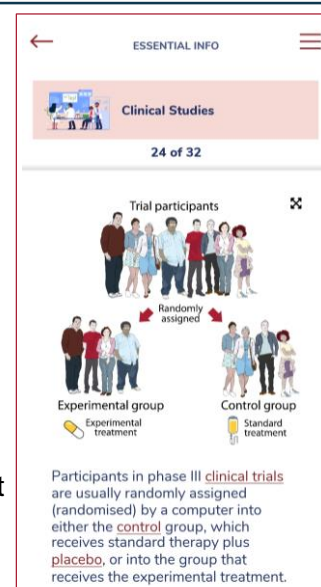 ESSENTIAL INFO
Clinical Studies
24 of 32
Trial participants
Randomly
assigned
Experimental group
Control group
Experimental
treatment
Standard
treatment
t
Participants in phase III clinical trials
are usually randomly assigned
(randomised) by a computer into
either the control group, which
receives standard therapy plus
placebo, or into the group that
receives the experimental treatment.